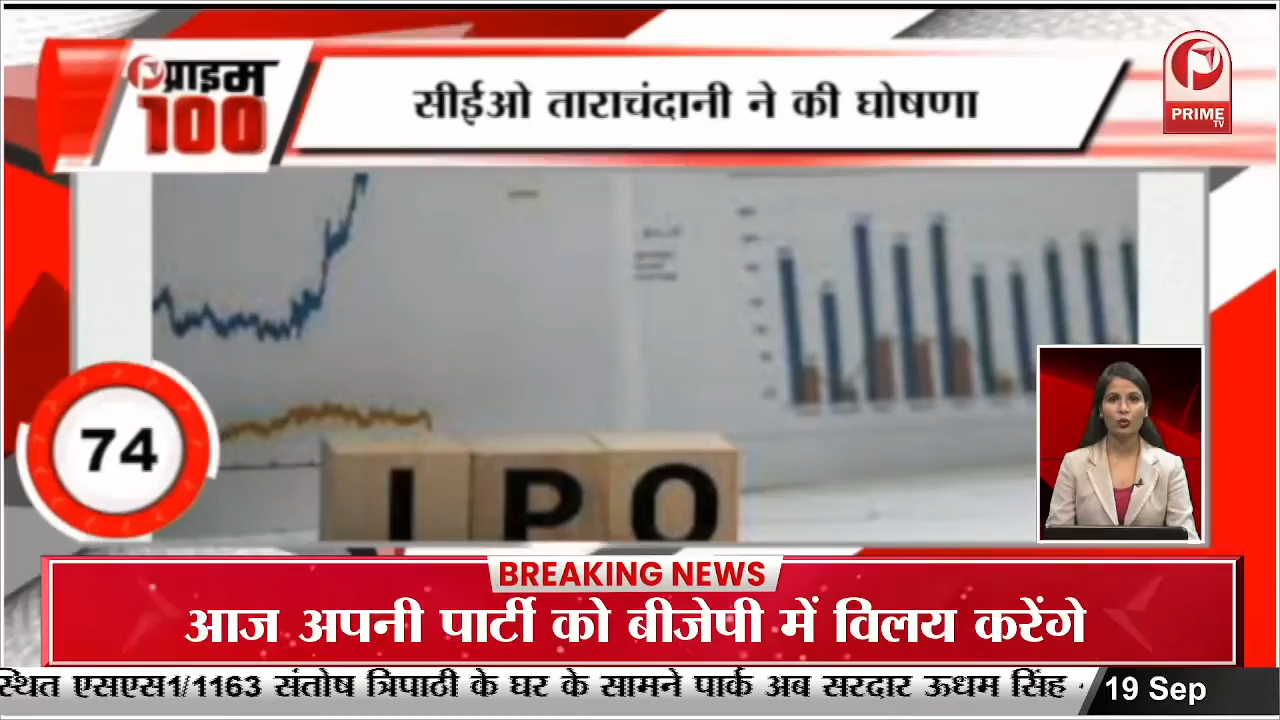 प्राइम
100
सीईओ ताराचंदानी ने की घोषणा
PRIME
TV
74
IPO
BREAKING NEWS
आज अपनी पार्टी को बीजेपी में विलय करेंगे
स्थित एसएस1/1163 संतोष त्रिपाठी के घर के सामने पार्क अब सरदार ऊधम सिंह
19 Sep